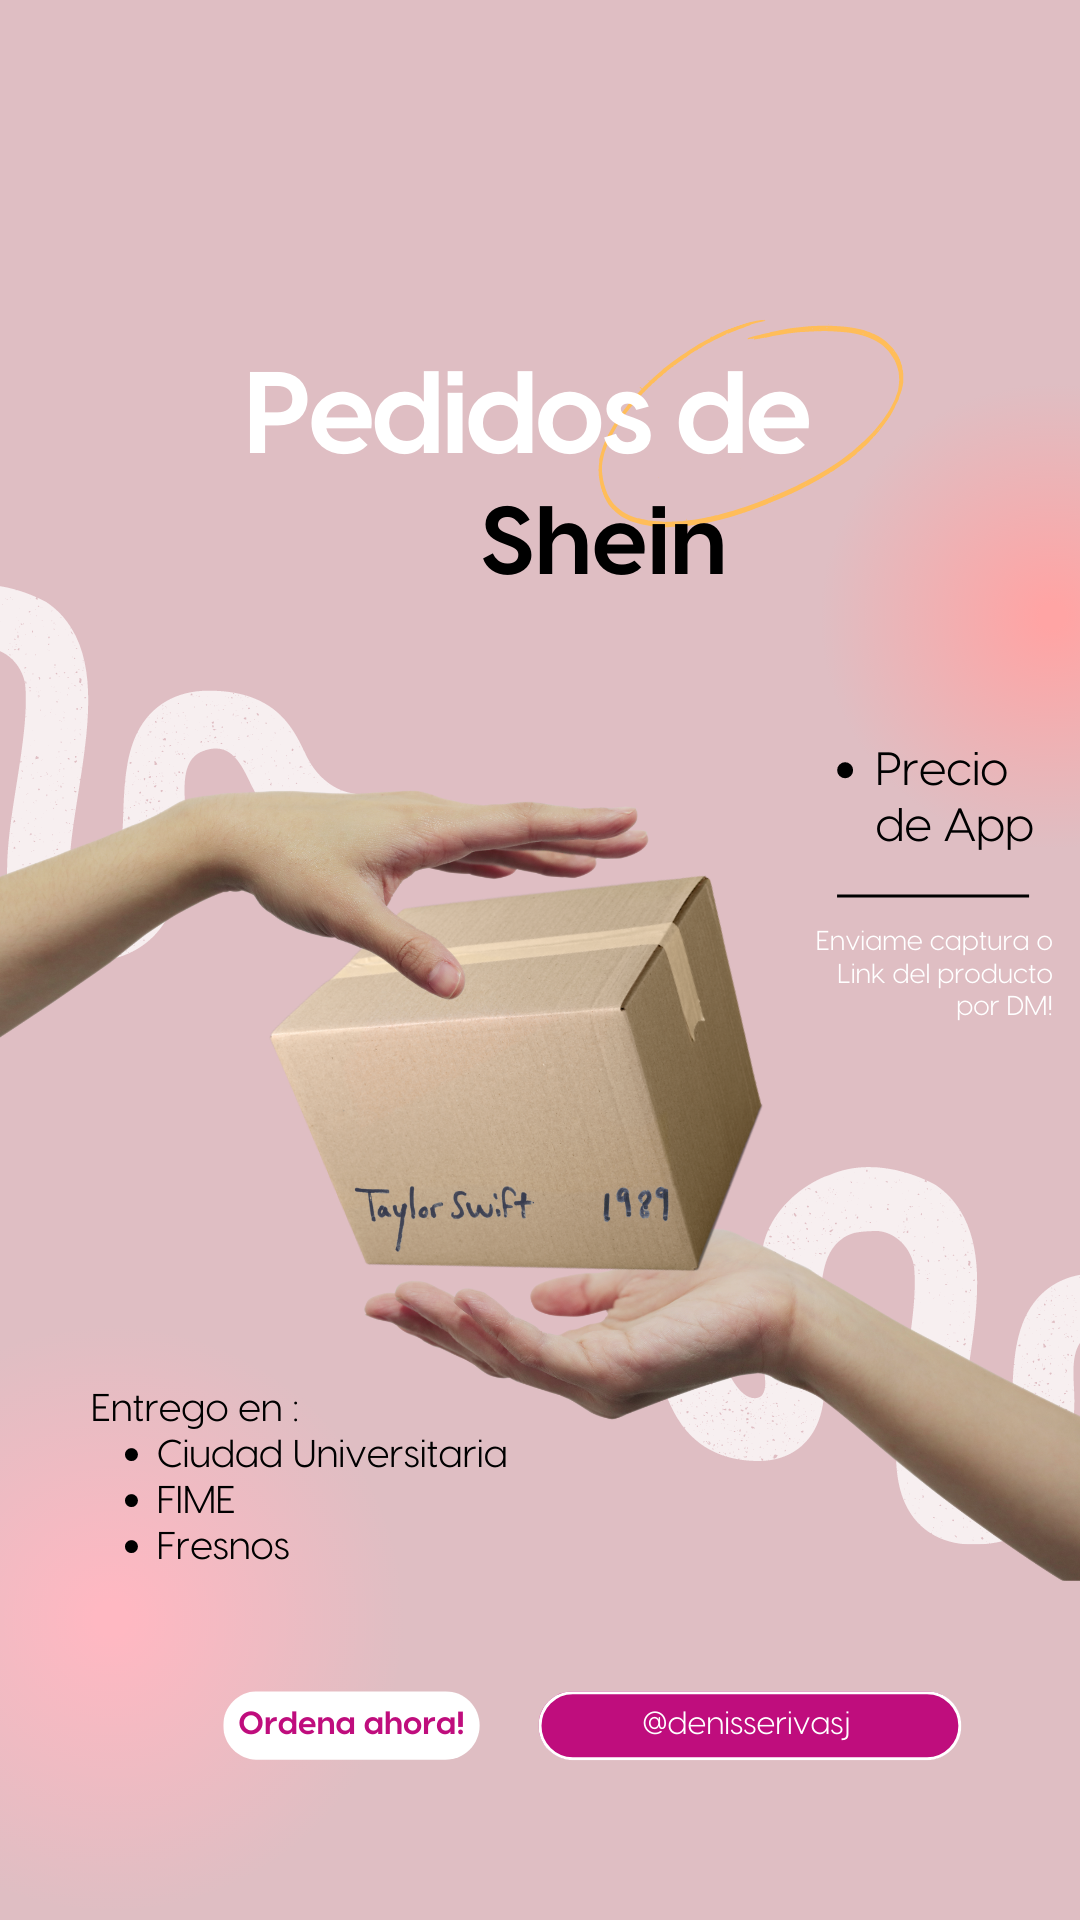 Pedidos de
Shein
• Precio
de App
Enviame captura o
Link del producto
por DM!
Taylor Swift 1989
Entrego en :
• Ciudad Universitaria
• FIME
• Fresnos
Ordena ahora!
@denisserivasj